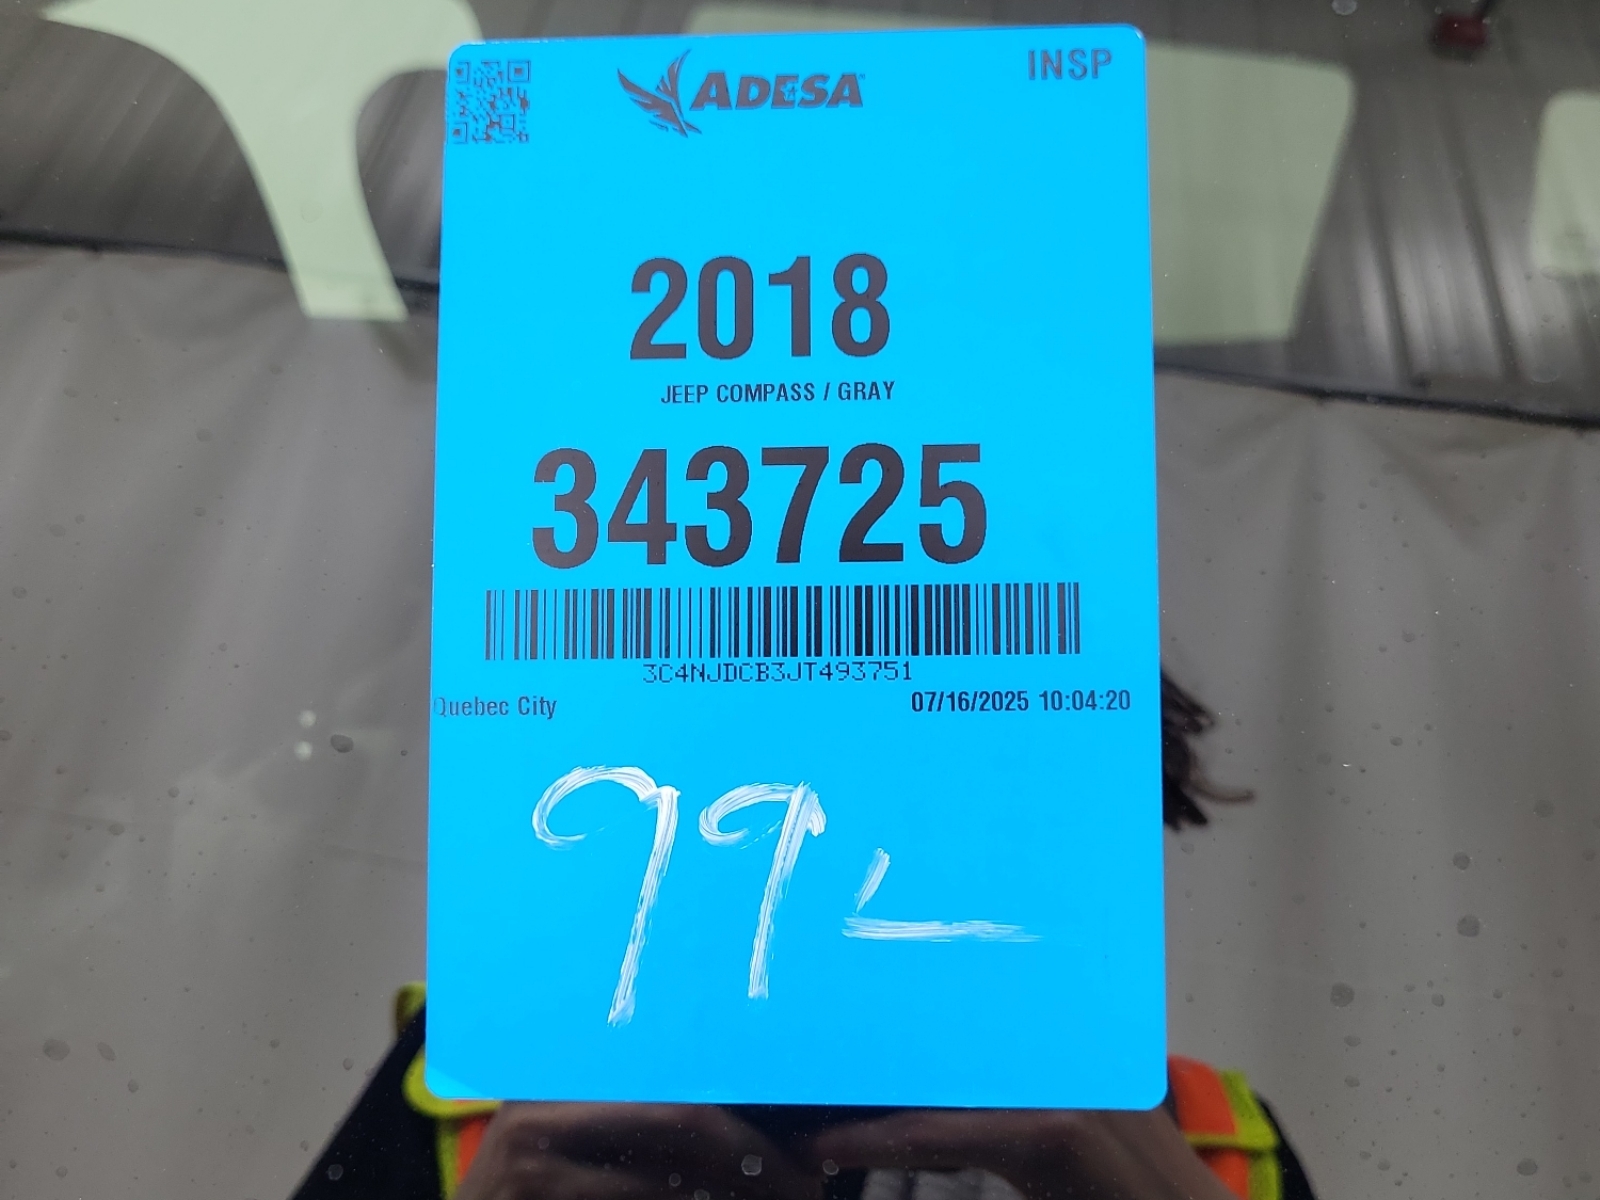 ADESA
INSP
2018
JEEP COMPASS / GRAY
343725
3C4NJDCB3JT493751
Quebec City
07/16/2025 10:04:20
99 L